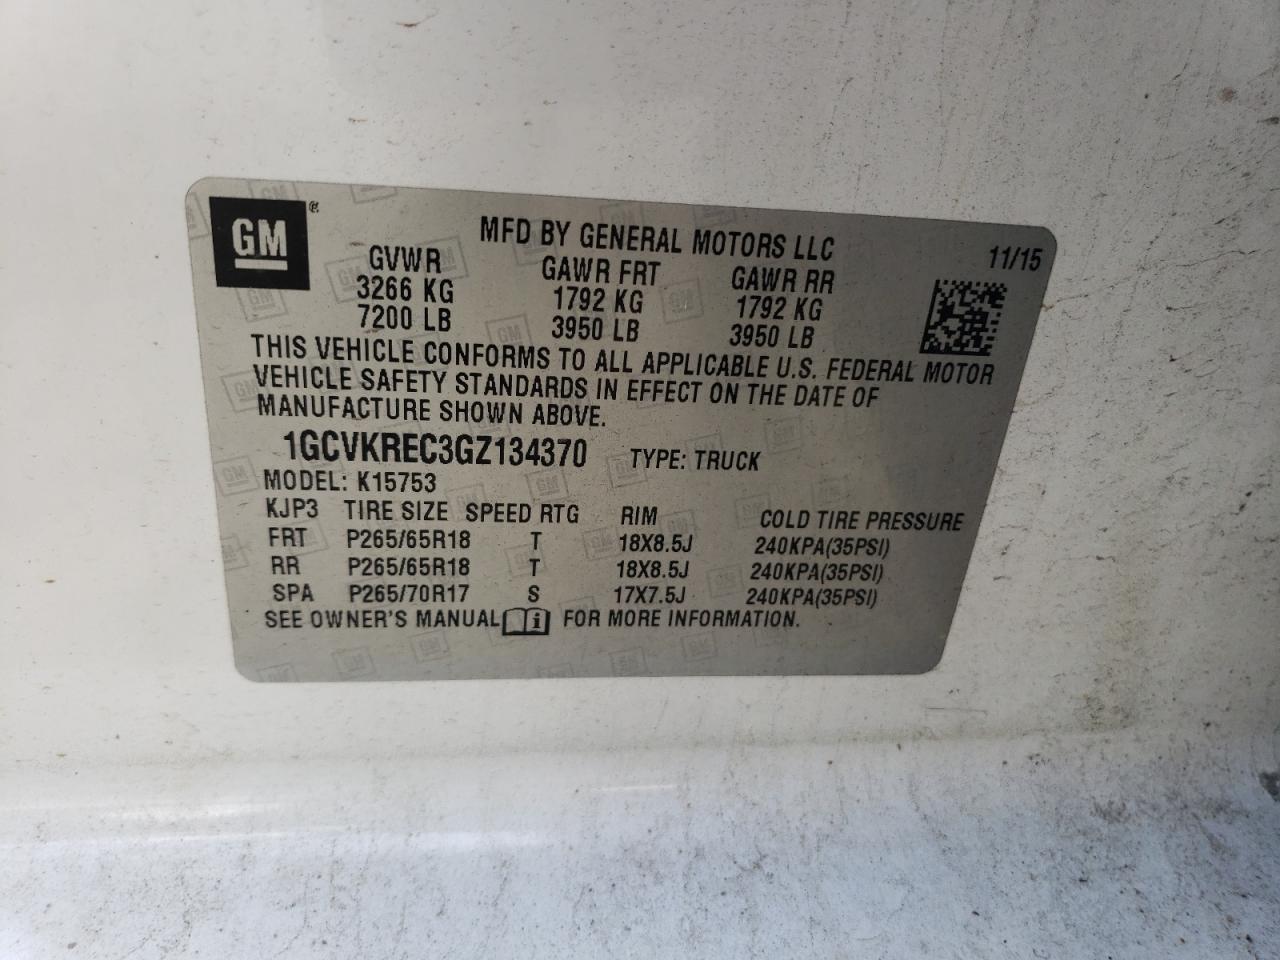 GM ®
MFD BY GENERAL MOTORS LLC 11/15
GVWR GAWR FRT GAWR RR
3266 KG 1792 KG 1792 KG
7200 LB 3950 LB 3950 LB
THIS VEHICLE CONFORMS TO ALL APPLICABLE U.S. FEDERAL MOTOR
VEHICLE SAFETY STANDARDS IN EFFECT ON THE DATE OF
MANUFACTURE SHOWN ABOVE.
1GCVKREC3GZ134370 TYPE: TRUCK
MODEL: K15753
KJP3 TIRE SIZE SPEED RTG RIM COLD TIRE PRESSURE
FRT P265/65R18 T 18X8.5J 240KPA(35PSI)
RR P265/65R18 T 18X8.5J 240KPA(35PSI)
SPA P265/70R17 S 17X7.5J 240KPA(35PSI)
SEE OWNER'S MANUAL i FOR MORE INFORMATION.